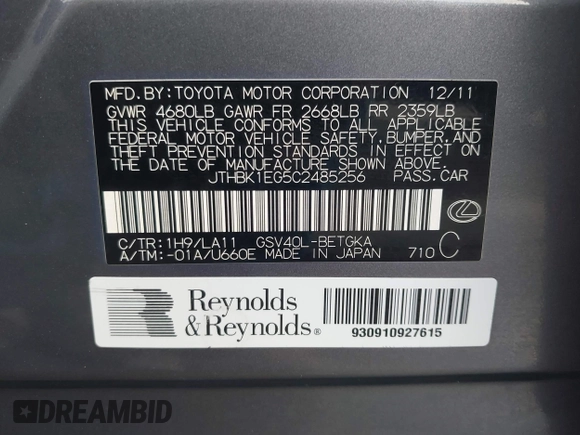 MFD.BY:TOYOTA MOTOR CORPORATION 12/11
GVWR 4680LB GAWR FR 2668LB RR 2359LB
THIS VEHICLE CONFORMS TO ALL APPLICABLE
FEDERAL MOTOR VEHICLE SAFETY,BUMPER,AND
THEFT PREVENTION STANDARDS IN EFFECT ON
THE DATE OF MANUFACTURE SHOWN ABOVE.
JTHBK1EG5C2485256 PASS.CAR
C/TR:1H9/LA11 GSV40L-BETGKA
A/TM:-01A/U660E MADE IN JAPAN 710 C
Reynolds
& Reynolds®
930910927615
DREAMBID